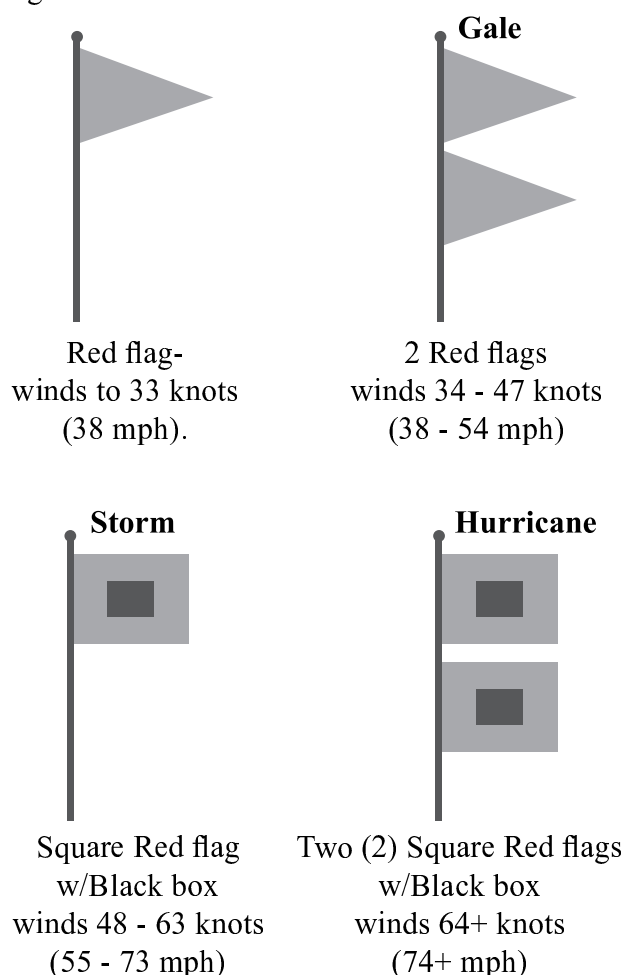 Gale
Red flag-
winds to 33 knots
(38 mph).
2 Red flags
winds 34 - 47 knots
(38 - 54 mph)
Storm
Square Red flag
w/Black box
winds 48 - 63 knots
(55 - 73 mph)
Hurricane
Two (2) Square Red flags
w/Black box
winds 64+ knots
(74+ mph)